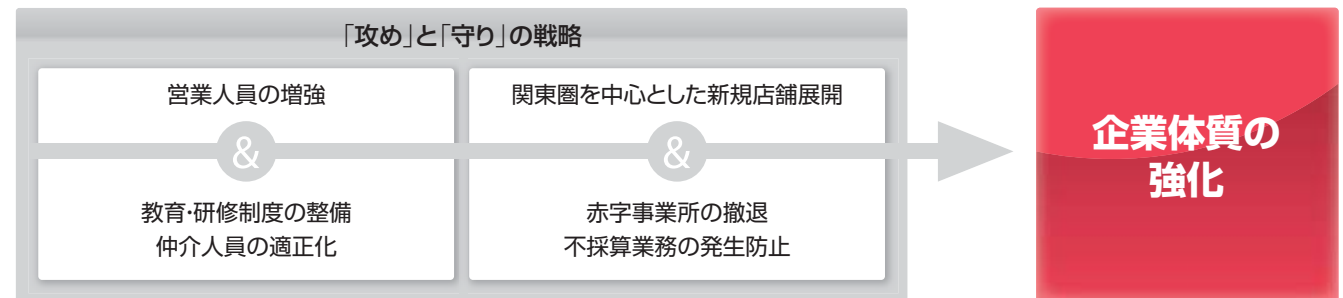 「攻め」と「守り」の戦略
営業人員の増強
&
教育・研修制度の整備
仲介人員の適正化
関東圏を中心とした新規店舗展開
&
赤字事業所の撤退
不採算業務の発生防止
企業体質の
強化